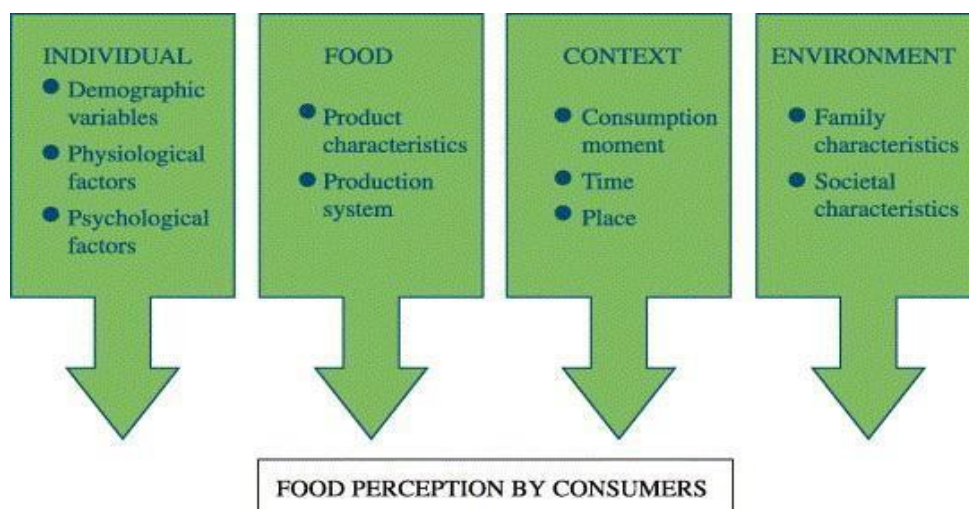 INDIVIDUAL
Demographic
variables
Physiological
factors
Psychological
factors
FOOD
Product
characteristics
Production
system
CONTEXT
Consumption
moment
Time
Place
ENVIRONMENT
Family
characteristics
Societal
characteristics
FOOD PERCEPTION BY CONSUMERS